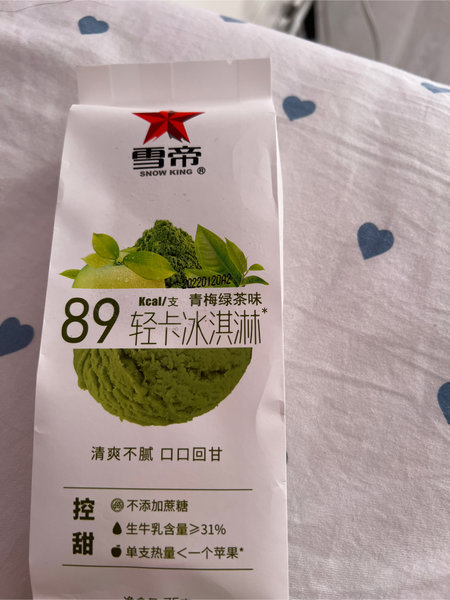 雪帝
SNOW KING ®
20220120A2
Kcal/支 青梅绿茶味
89 轻卡冰淇淋*
清爽不腻 口口回甘
控甜
不添加蔗糖
生牛乳含量≥31%
单支热量<一个苹果*